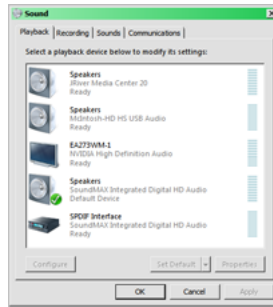 Sound
Playback Recording Sounds Communications
Select a playback device below to modify its settings:
Speakers
JRiver Media Center 20
Ready
Speakers
McIntosh-HD HS USB Audio
Ready
EA273WM-1
NVIDIA High Definition Audio
Ready
Speakers
SoundMAX Integrated Digital HD Audio
Default Device
SPDIF Interface
SoundMAX Integrated Digital HD Audio
Ready
Configure Set Default Properties
OK Cancel Apply